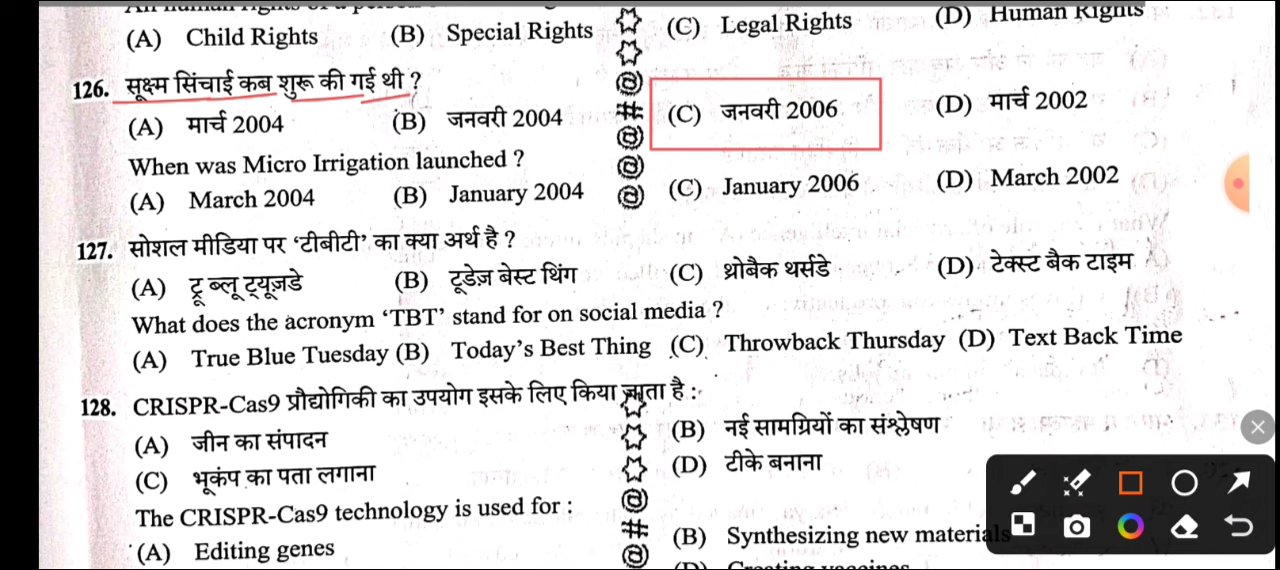 (A) Child Rights (B) Special Rights (C) Legal Rights (D) Human Rights
126. सूक्ष्म सिंचाई कब शुरू की गई थी ?
(A) मार्च 2004 (B) जनवरी 2004 (C) जनवरी 2006 (D) मार्च 2002
When was Micro Irrigation launched ?
(A) March 2004 (B) January 2004 (C) January 2006 (D) March 2002
127. सोशल मीडिया पर ‘टीबीटी’ का क्या अर्थ है ?
(A) ट्रू ब्लू ट्यूज़डे (B) टूडेज़ बेस्ट थिंग (C) थ्रोबैक थर्सडे (D) टेक्स्ट बैक टाइम
What does the acronym ‘TBT’ stand for on social media ?
(A) True Blue Tuesday (B) Today’s Best Thing (C) Throwback Thursday (D) Text Back Time
128. CRISPR-Cas9 प्रौद्योगिकी का उपयोग इसके लिए किया जाता है :
(A) जीन का संपादन (B) नई सामग्रियों का संश्लेषण
(C) भूकंप का पता लगाना (D) टीके बनाना
The CRISPR-Cas9 technology is used for :
(A) Editing genes (B) Synthesizing new materials